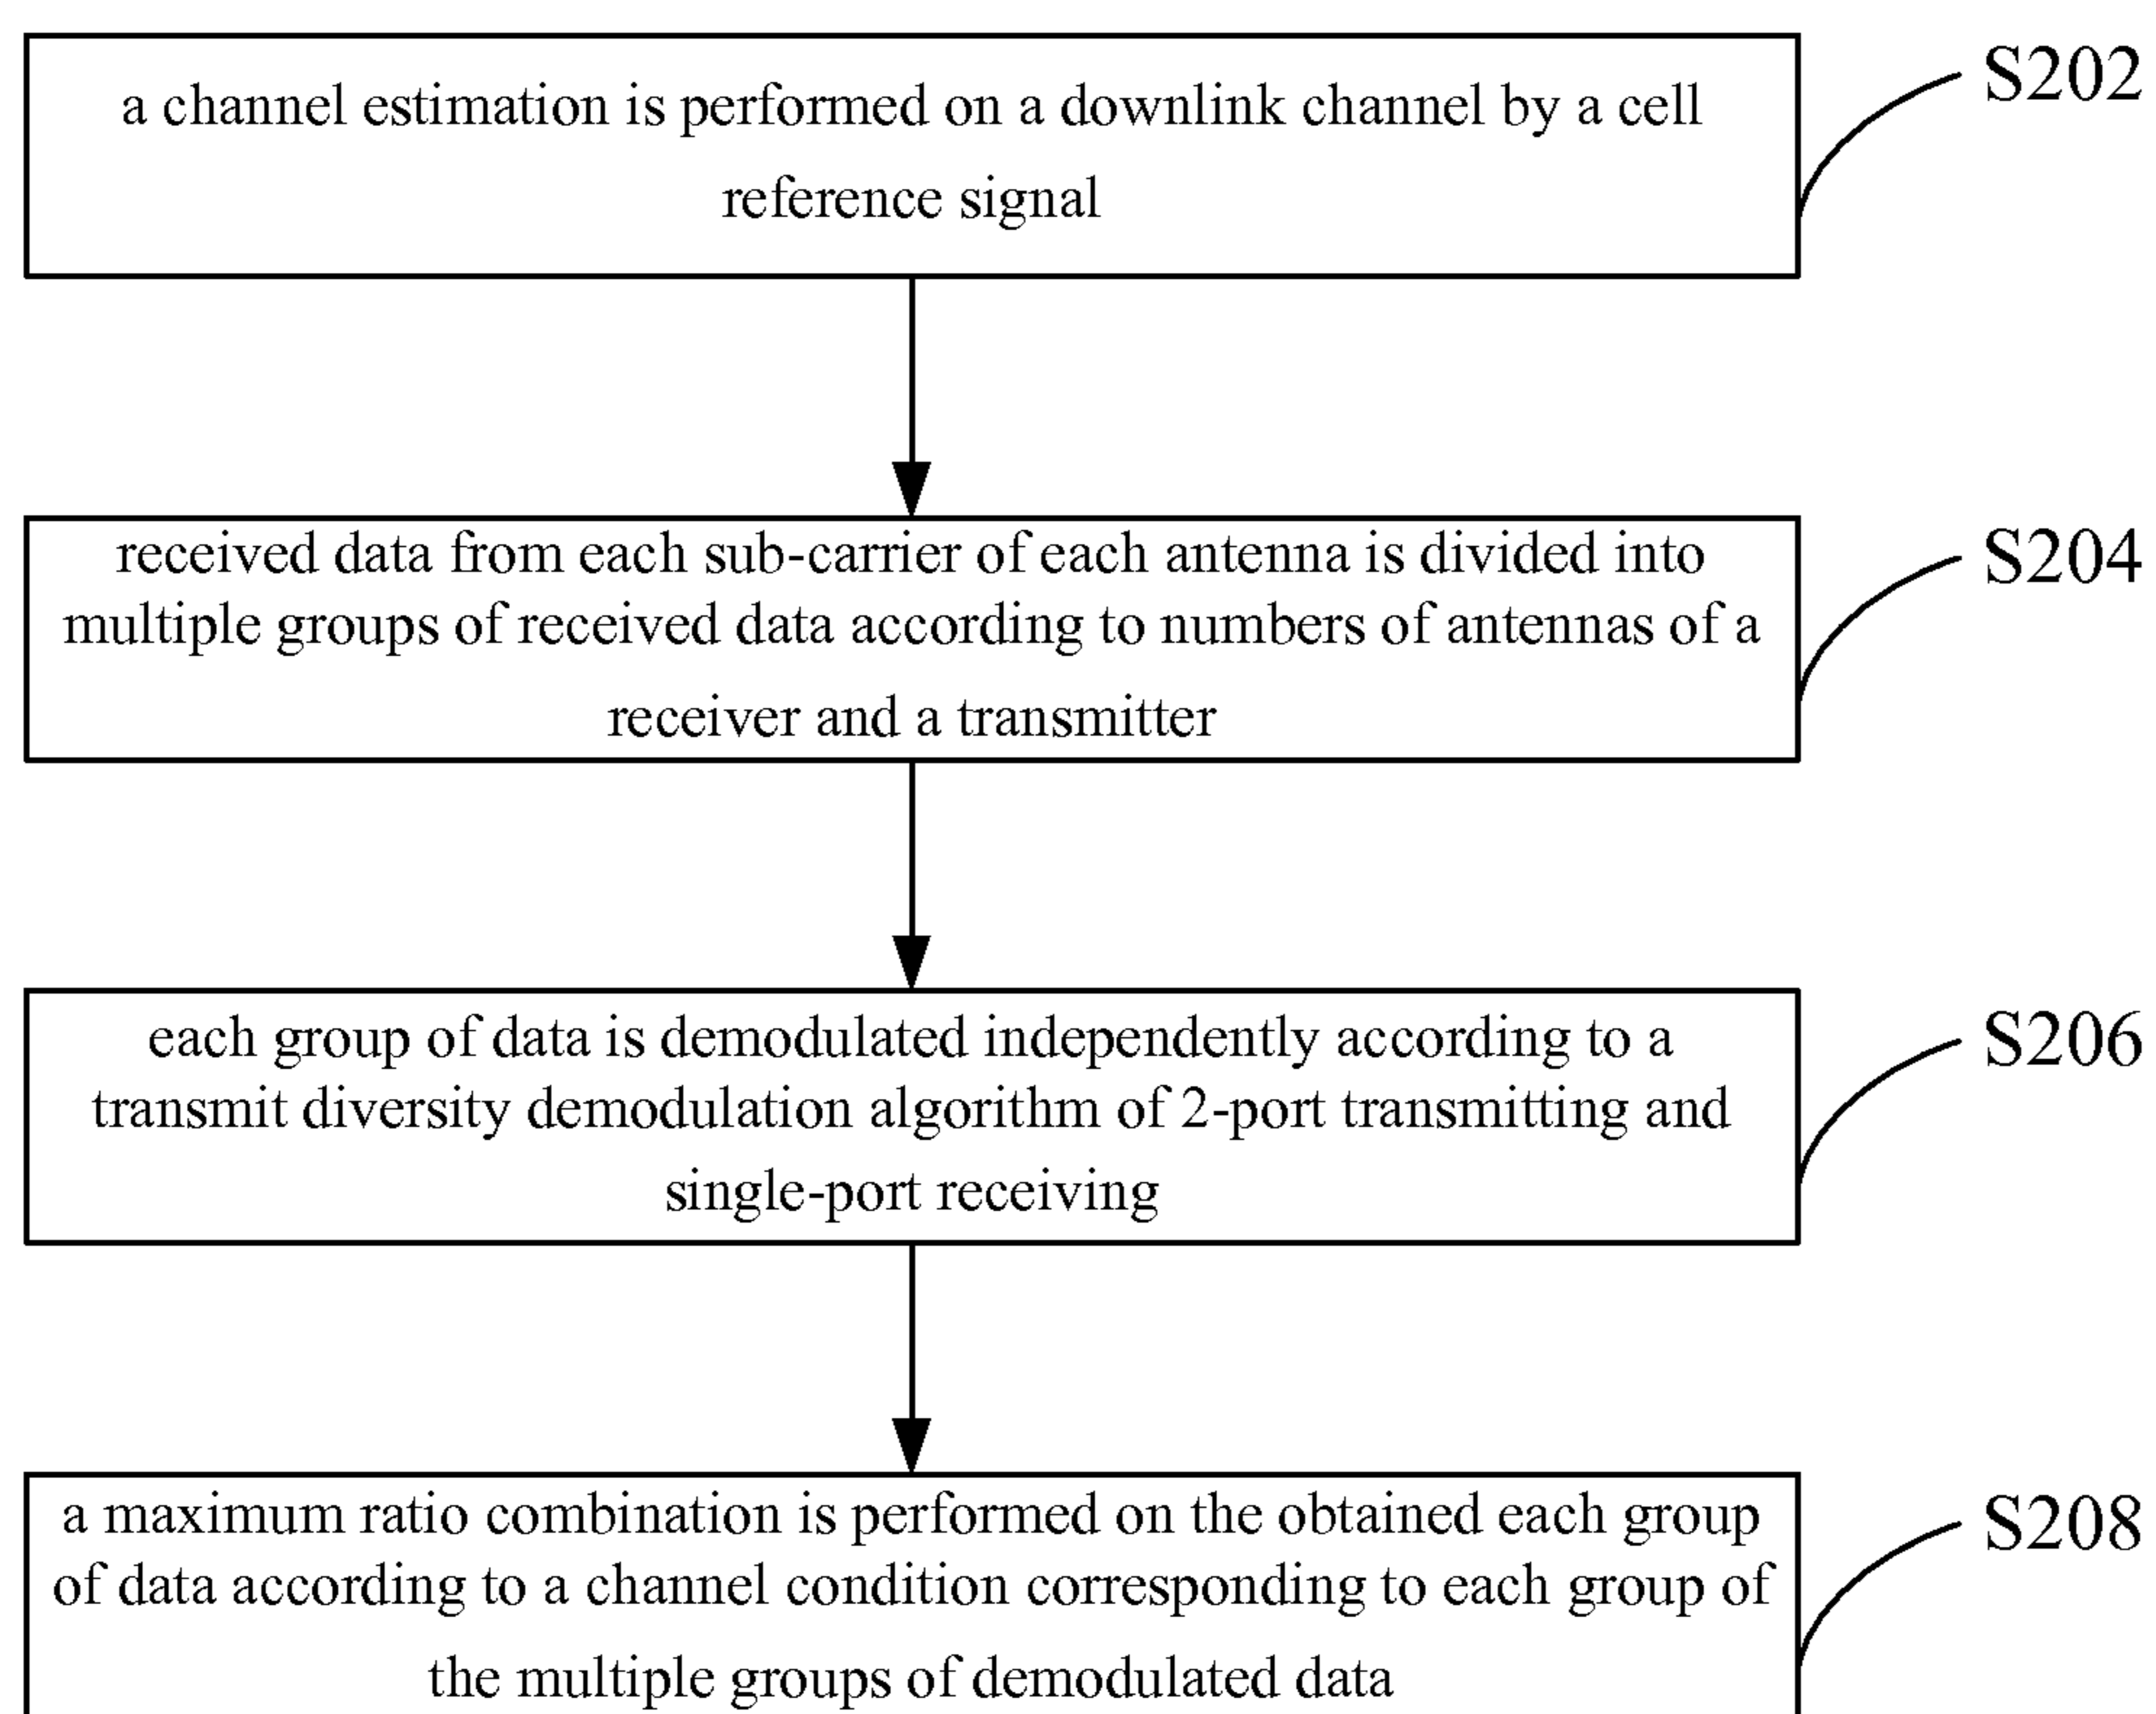 a channel estimation is performed on a downlink channel by a cell
reference signal
S202
received data from each sub-carrier of each antenna is divided into
multiple groups of received data according to numbers of antennas of a
receiver and a transmitter
S204
each group of data is demodulated independently according to a
transmit diversity demodulation algorithm of 2-port transmitting and
single-port receiving
S206
a maximum ratio combination is performed on the obtained each group
of data according to a channel condition corresponding to each group of
the multiple groups of demodulated data
S208